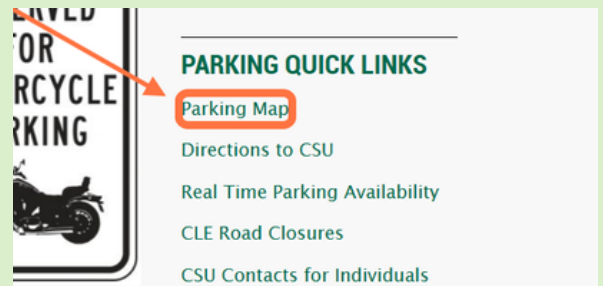 FOR
RCYCLE
RKING
PARKING QUICK LINKS
Parking Map
Directions to CSU
Real Time Parking Availability
CLE Road Closures
CSU Contacts for Individuals